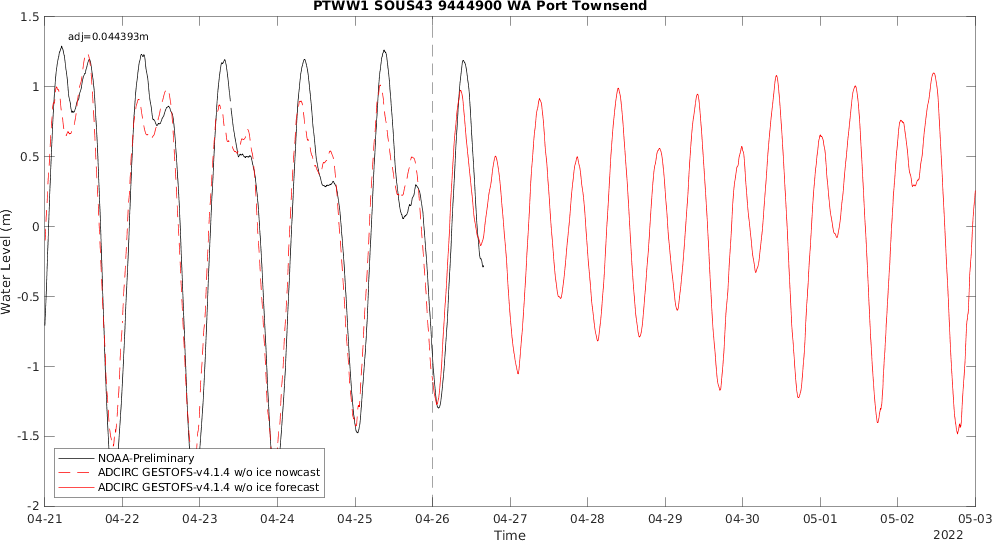 PTWW1 SOUS43 9444900 WA Port Townsend
adj=0.044393m
1.5
1
0.5
0
-0.5
-1
-1.5
-2
Water Level (m)
NOAA-Preliminary
ADCIRC GESTOFS-v4.1.4 w/o ice nowcast
ADCIRC GESTOFS-v4.1.4 w/o ice forecast
04-21 04-22 04-23 04-24 04-25 04-26 04-27 04-28 04-29 04-30 05-01 05-02 05-03
Time
2022